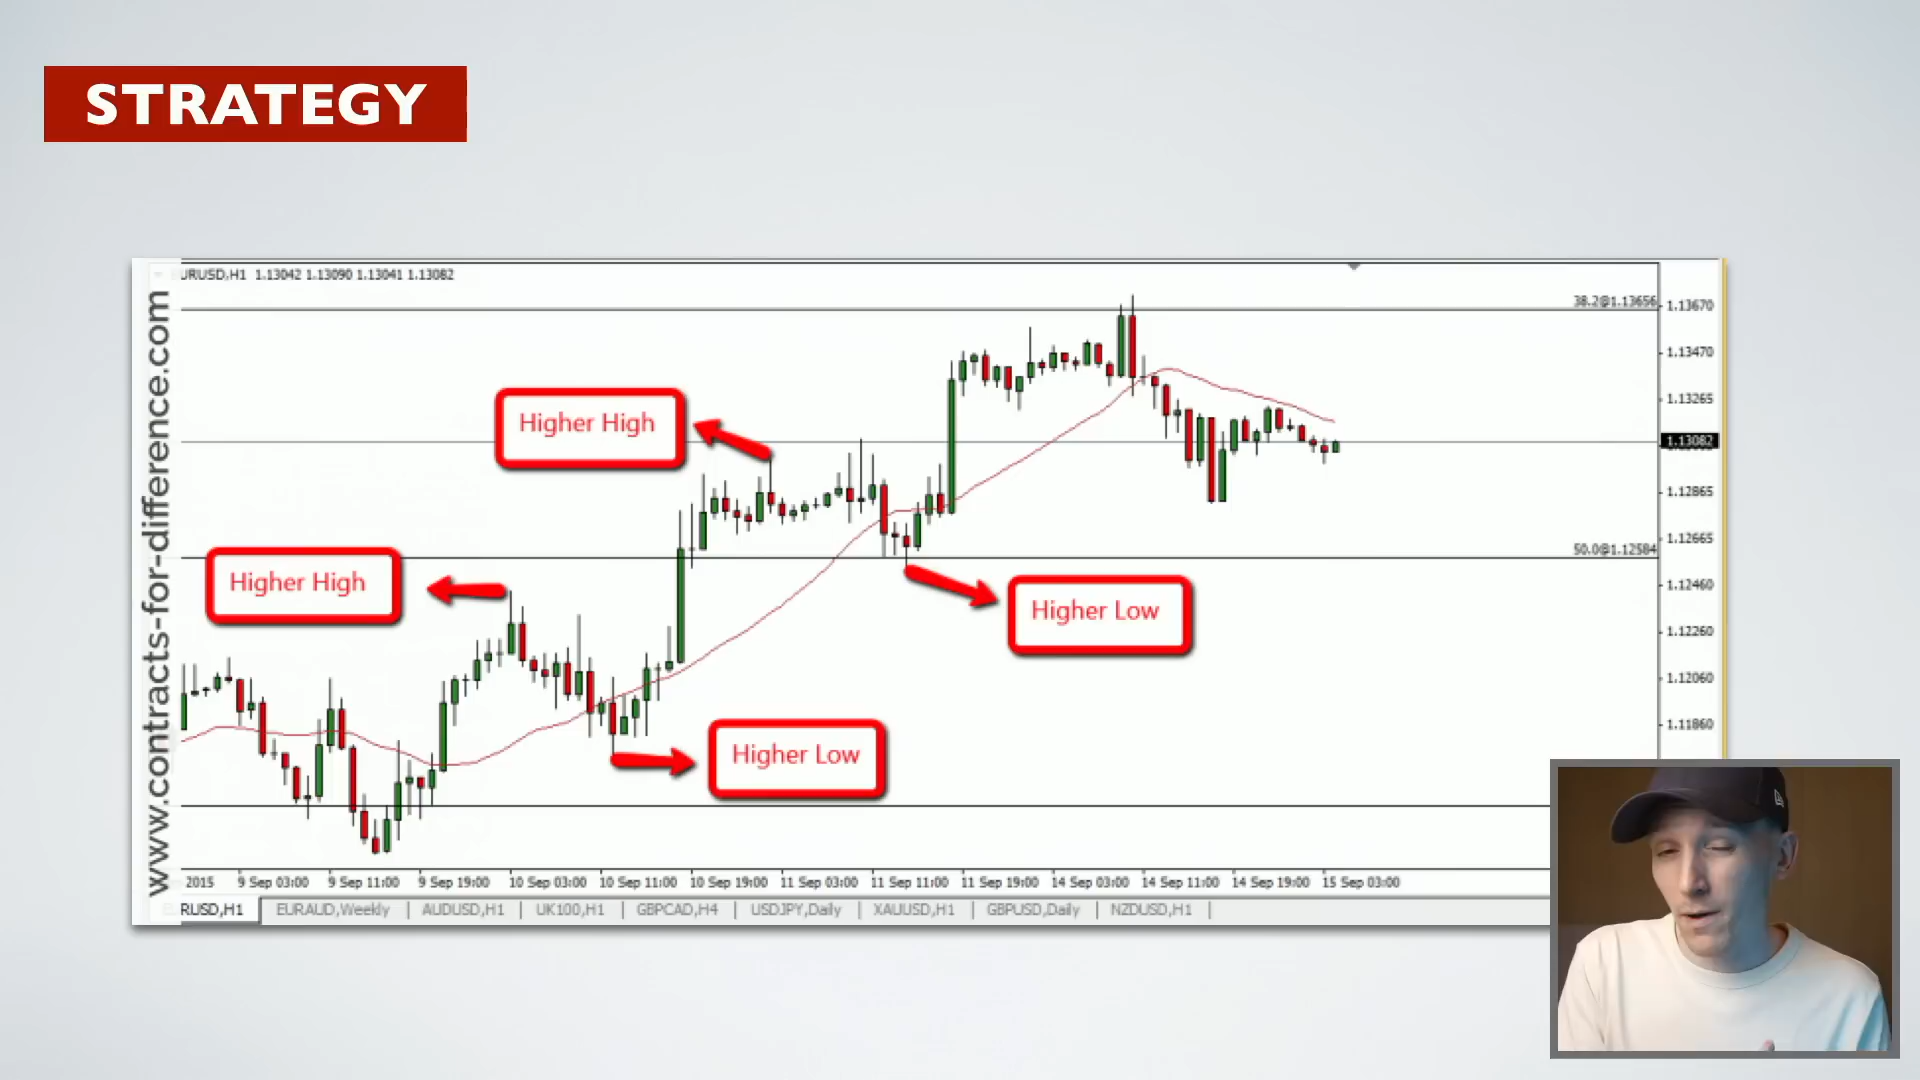 STRATEGY
www.contracts-for-difference.com
URUSD,H1 1.13042 1.13090 1.13041 1.13082
38.2@1.13656
1.13670
1.13470
1.13265
1.13082
1.12865
1.12665
50.0@1.12584
1.12460
1.12260
1.12060
1.11860
Higher High
Higher High
Higher Low
Higher Low
2015 9 Sep 03:00 9 Sep 11:00 9 Sep 19:00 10 Sep 03:00 10 Sep 11:00 10 Sep 19:00 11 Sep 03:00 11 Sep 11:00 11 Sep 19:00 14 Sep 03:00 14 Sep 11:00 14 Sep 19:00 15 Sep 03:00
RUSD,H1 EURAUD,Weekly AUDUSD,H1 UK100,H1 GBPCAD,H4 USDJPY,Daily XAUUSD,H1 GBPUSD,Daily NZDUSD,H1